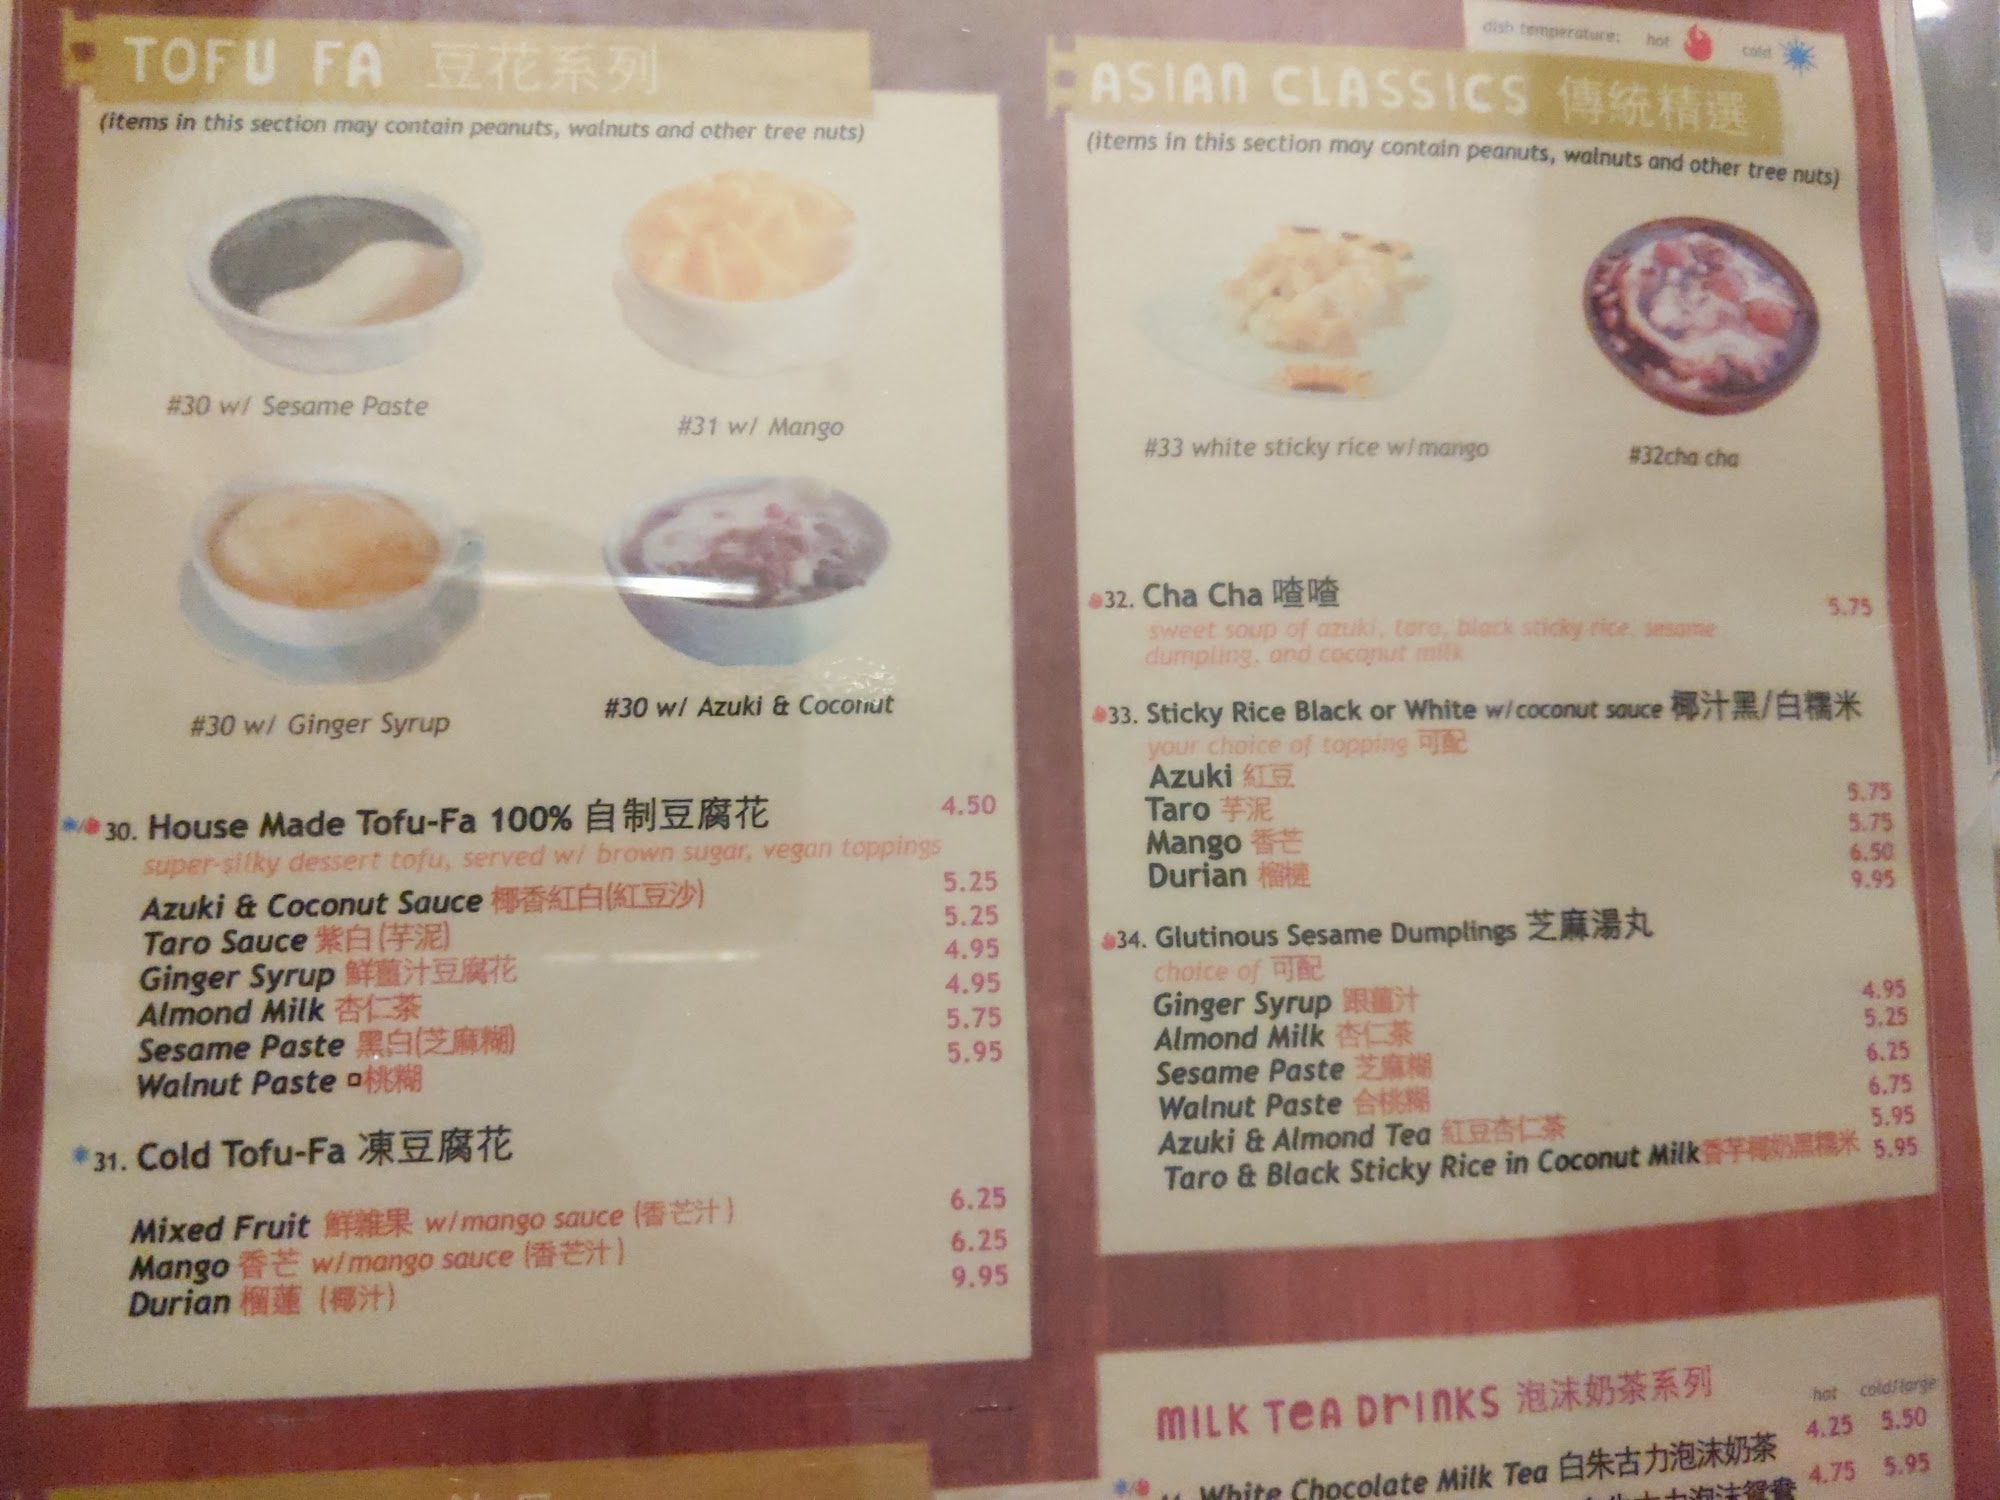 TOFU FA 豆花系列
(items in this section may contain peanuts, walnuts and other tree nuts)
#30 w/ Sesame Paste
#31 w/ Mango
#30 w/ Ginger Syrup
#30 w/ Azuki & Coconut
30. House Made Tofu-Fa 100% 自制豆腐花 4.50
super-silky dessert tofu, served w/ brown sugar, vegan toppings
Azuki & Coconut Sauce 椰香紅白(紅豆沙) 5.25
Taro Sauce 紫白(芋泥) 5.25
Ginger Syrup 鮮薑汁豆腐花 4.95
Almond Milk 杏仁茶 4.95
Sesame Paste 黑白(芝麻糊) 5.75
Walnut Paste 桃糊 5.95
31. Cold Tofu-Fa 凍豆腐花
Mixed Fruit 鮮雜果 w/mango sauce (香芒汁) 6.25
Mango 香芒 w/mango sauce (香芒汁) 6.25
Durian 榴蓮 (椰汁) 9.95
dish temperature: hot cold
ASIAN CLASSICS 傳統精選
(items in this section may contain peanuts, walnuts and other tree nuts)
#33 white sticky rice w/mango
#32cha cha
32. Cha Cha 喳喳 5.75
sweet soup of azuki, taro, black sticky rice, sesame
dumpling, and coconut milk
33. Sticky Rice Black or White w/coconut sauce 椰汁黑/白糯米
your choice of topping 可配
Azuki 紅豆 5.75
Taro 芋泥 5.75
Mango 香芒 6.50
Durian 榴槤 9.95
34. Glutinous Sesame Dumplings 芝麻湯丸
choice of 可配
Ginger Syrup 跟薑汁 4.95
Almond Milk 杏仁茶 5.25
Sesame Paste 芝麻糊 6.25
Walnut Paste 合桃糊 6.75
Azuki & Almond Tea 紅豆杏仁茶 5.95
Taro & Black Sticky Rice in Coconut Milk 香芋椰奶黑糯米 5.95
MILK TEA DRINKS 泡沫奶茶系列 hot cold/large
White Chocolate Milk Tea 白朱古力泡沫奶茶 4.25 5.50
4.75 5.95